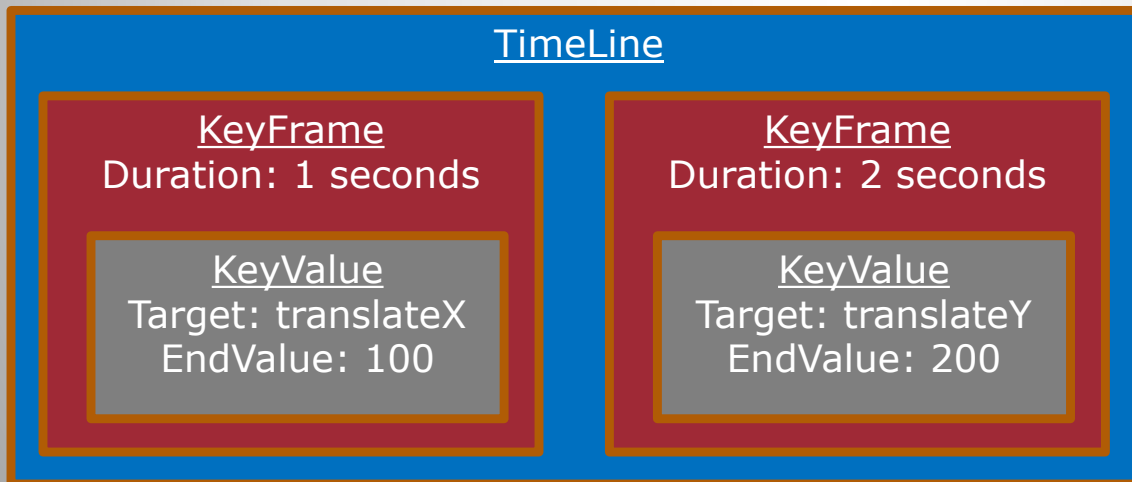 TimeLine
KeyFrame
Duration: 1 seconds
KeyValue
Target: translateX
EndValue: 100
KeyFrame
Duration: 2 seconds
KeyValue
Target: translateY
EndValue: 200